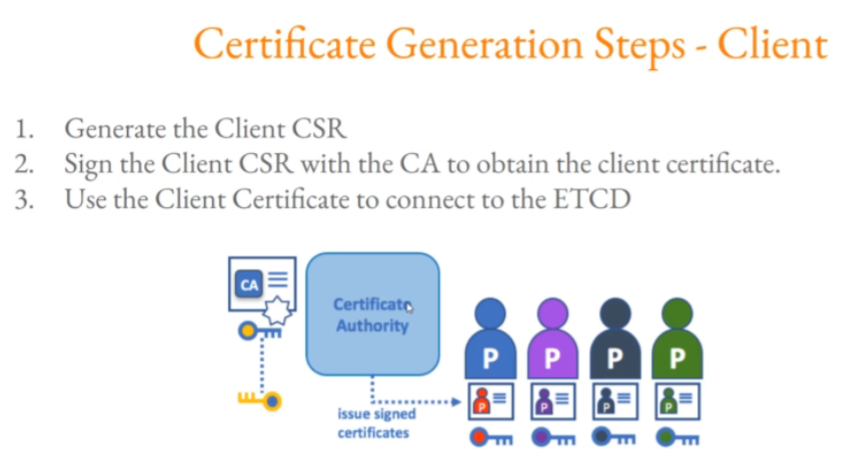 Certificate Generation Steps - Client
1. Generate the Client CSR
2. Sign the Client CSR with the CA to obtain the client certificate.
3. Use the Client Certificate to connect to the ETCD
CA
Certificate
Authority
P P P P
P P P P
issue signed
certificates